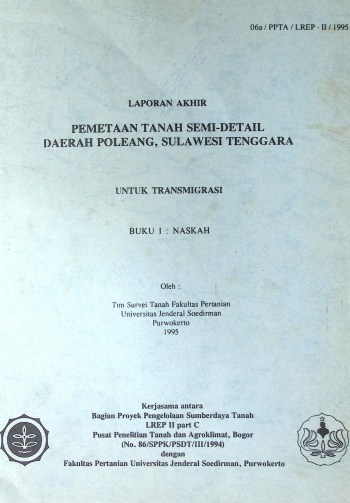 06a / PPTA / LREP - II / 1995
LAPORAN AKHIR
PEMETAAN TANAH SEMI-DETAIL
DAERAH POLEANG, SULAWESI TENGGARA
UNTUK TRANSMIGRASI
BUKU I : NASKAH
Oleh :
Tim Survei Tanah Fakultas Pertanian
Universitas Jenderal Soedirman
Purwokerto
1995
Kerjasama antara
Bagian Proyek Pengelolaan Sumberdaya Tanah
LREP II part C
Pusat Penelitian Tanah dan Agroklimat, Bogor
(No. 86/SPPK/PSDT/III/1994)
dengan
Fakultas Pertanian Universitas Jenderal Soedirman, Purwokerto